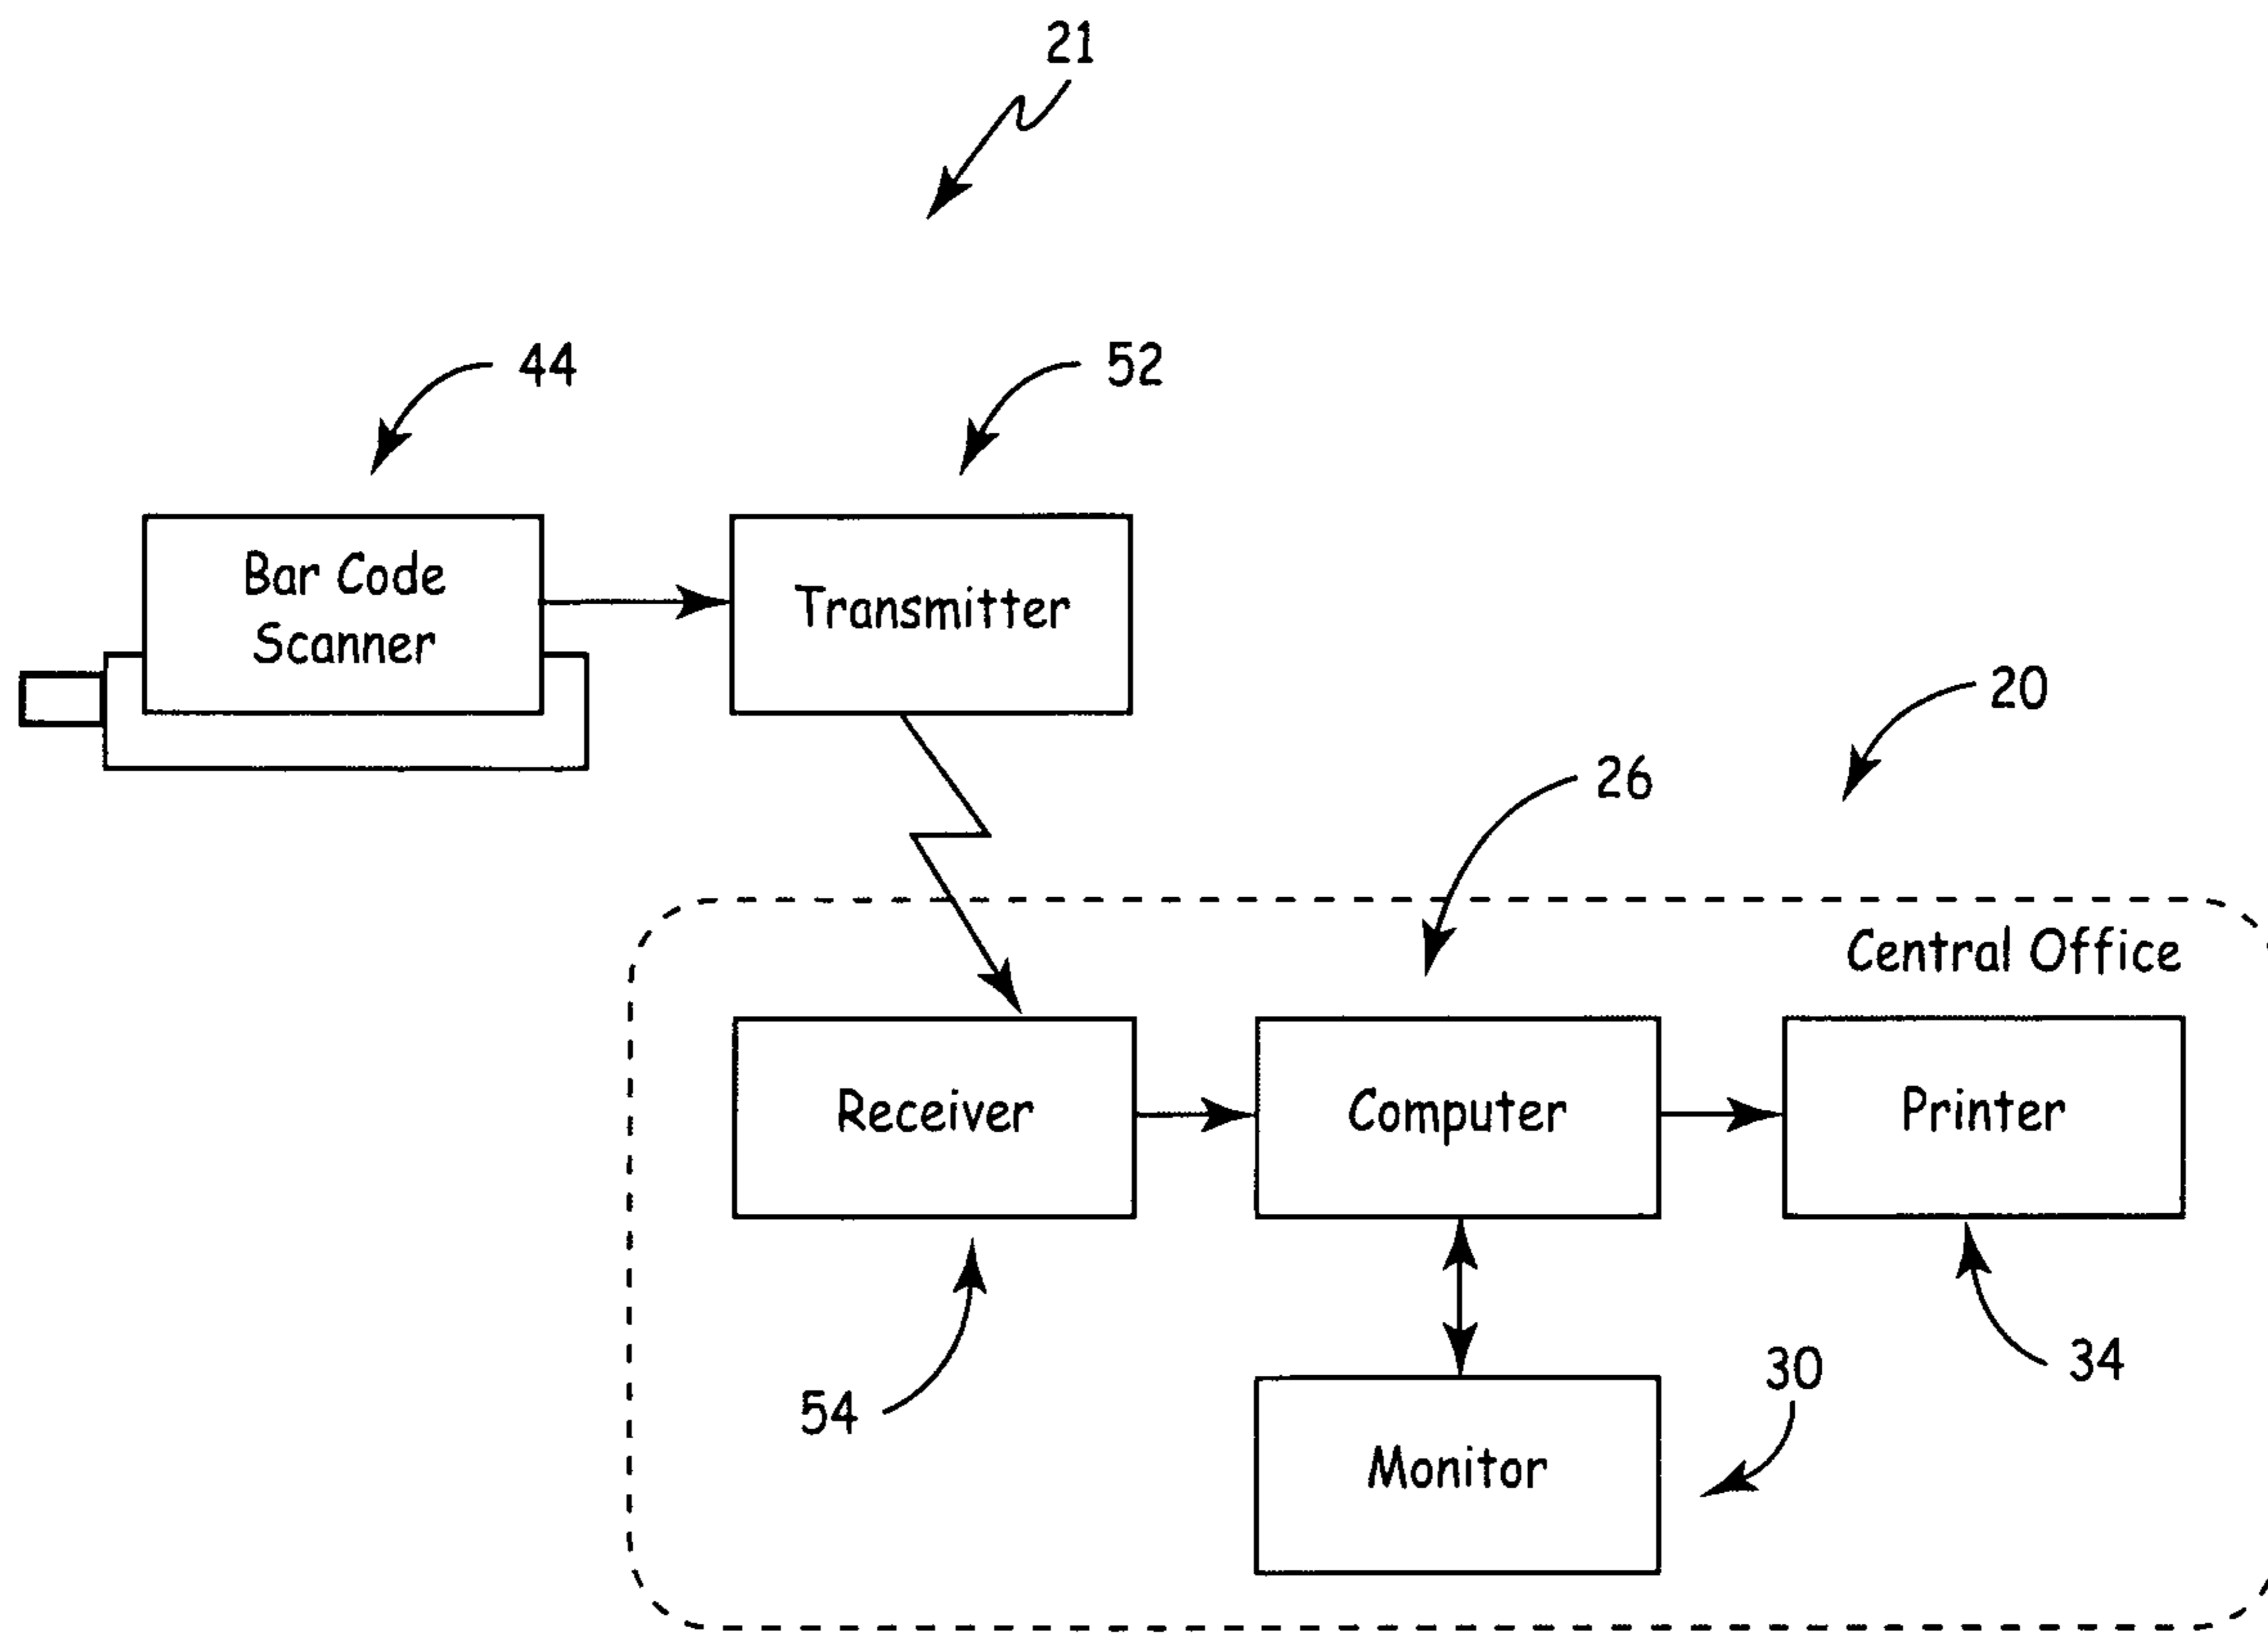 21
44
52
Bar Code
Scanner
Transmitter
20
26
Central Office
Receiver
Computer
Printer
54
30
34
Monitor